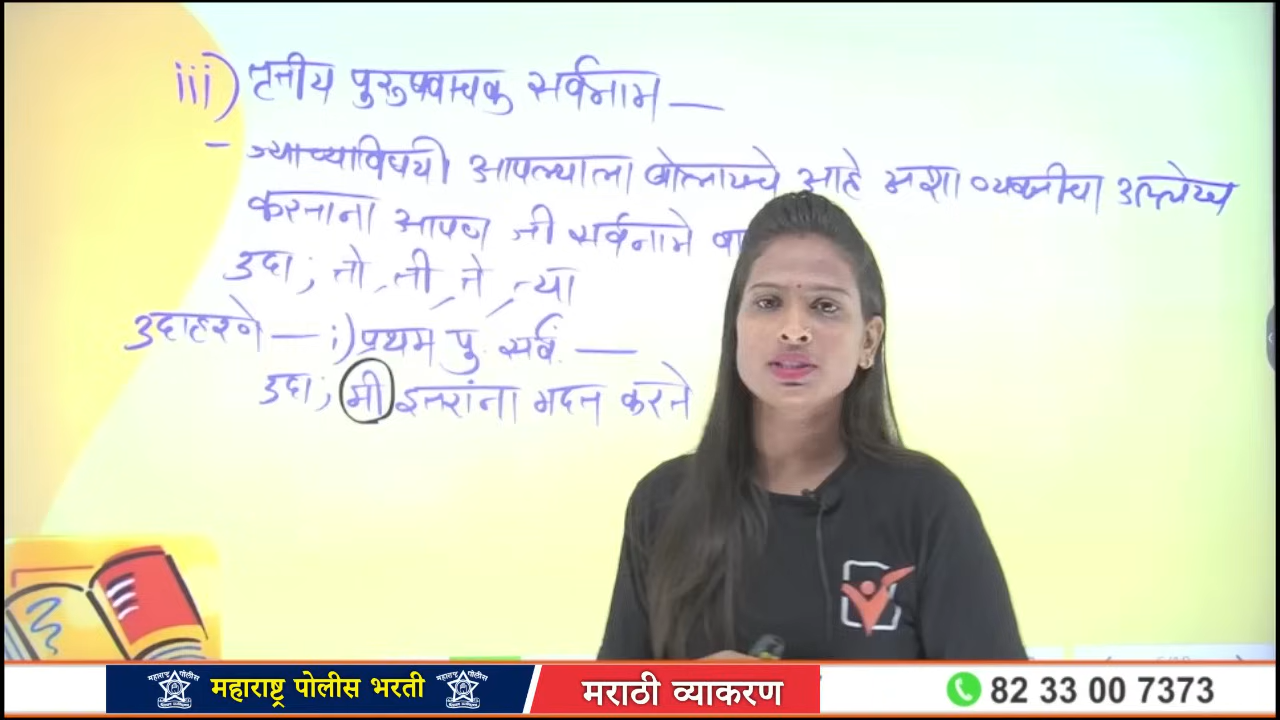 iii) तृतीय पुरुषवाचक सर्वनाम —
- ज्याच्याविषयी आपल्याला बोलायचे आहे अशा व्यक्तीचा उल्लेख
करताना आपण जी सर्वनामे
उदा; तो, ती, ते, त्या
उदाहरणे — i) प्रथम पु. सर्व. —
उदा; मी इतरांना मदत करते
महाराष्ट्र पोलीस भरती
मराठी व्याकरण
82 33 00 7373